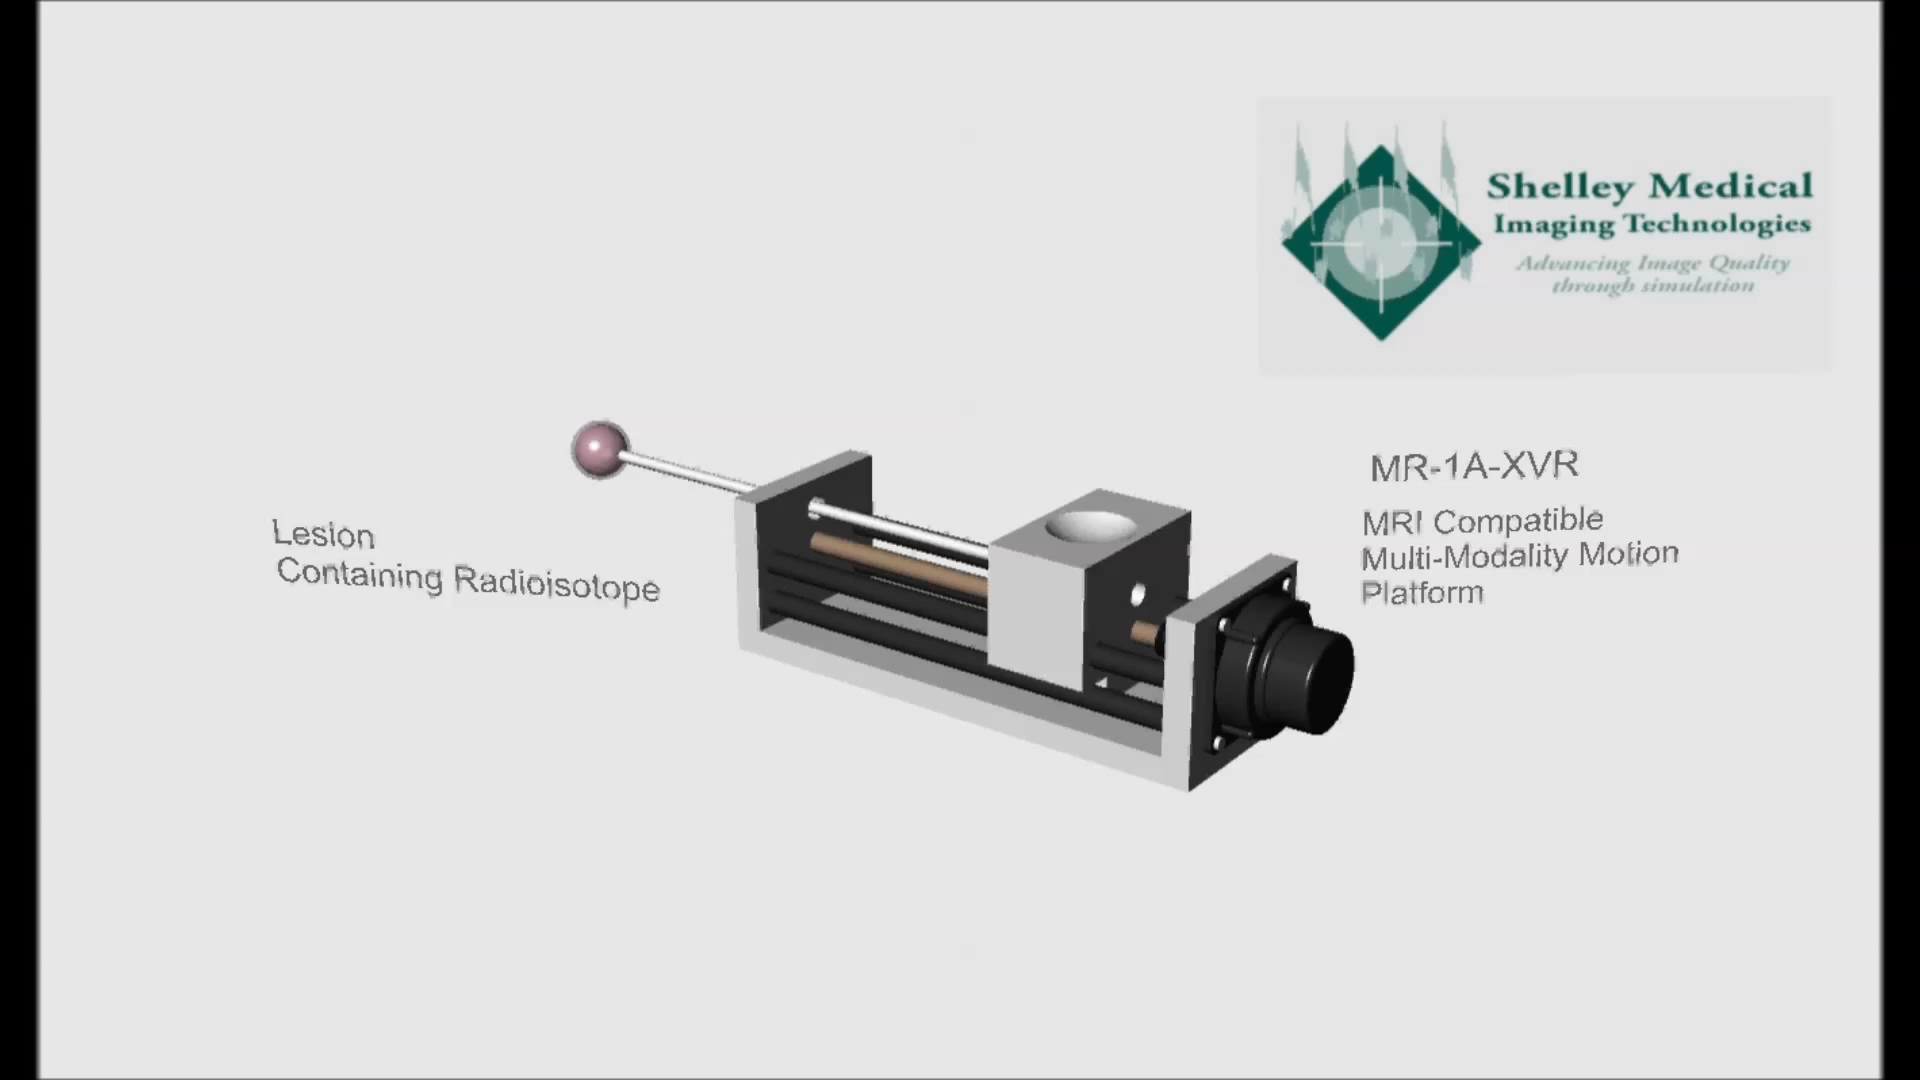 Shelley Medical
Imaging Technologies
Advancing Image Quality
through simulation
MR-1A-XVR
MRI Compatible
Multi-Modality Motion
Platform
Lesion
Containing Radioisotope